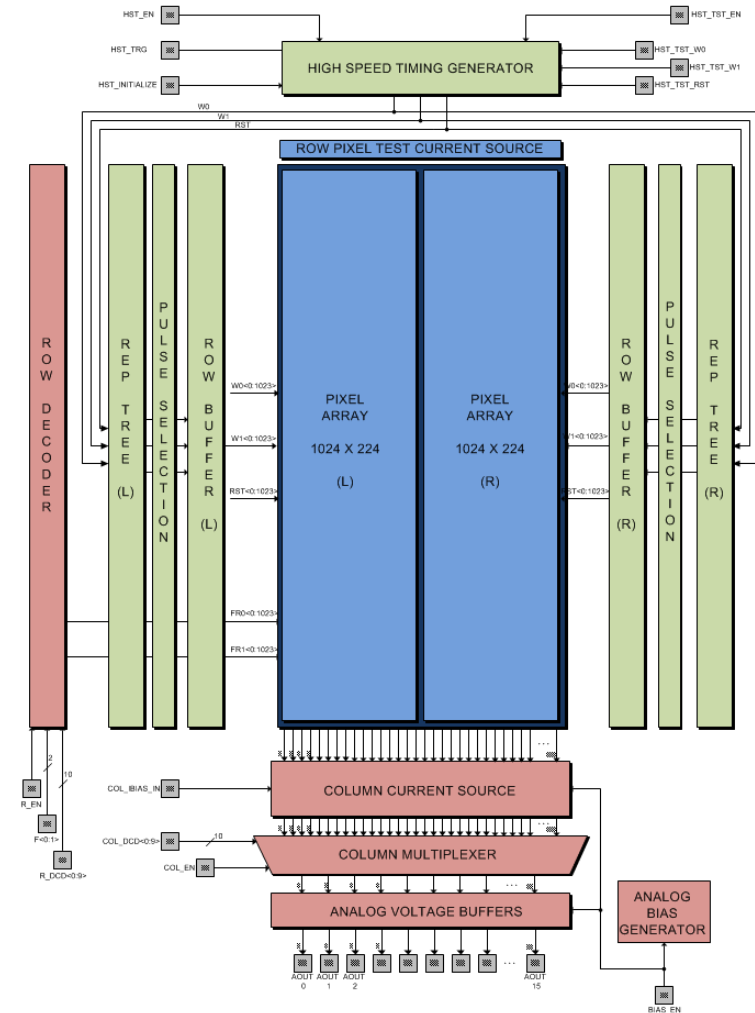 HST_EN
HST_TST_EN
HST_TRG
HST_TST_W0
HST_TST_W1
HST_INITIALIZE
HST_TST_RST
HIGH SPEED TIMING GENERATOR
W0
W1
RST
ROW PIXEL TEST CURRENT SOURCE
ROW DECODER
REP TREE (L)
PULSE SELECTION
ROW BUFFER (L)
W0<0:1023>
W1<0:1023>
RST<0:1023>
FR0<0:1023>
FR1<0:1023>
PIXEL
ARRAY
1024 X 224
(L)
PIXEL
ARRAY
1024 X 224
(R)
W0<0:1023>
W1<0:1023>
RST<0:1023>
ROW BUFFER (R)
PULSE SELECTION
REP TREE (R)
2
10
R_EN
F<0:1>
R_DCD<0:9>
...
COL_IBIAS_IN
COLUMN CURRENT SOURCE
...
COL_DCD<0:9>
10
COL_EN
COLUMN MULTIPLEXER
...
ANALOG VOLTAGE BUFFERS
ANALOG
BIAS
GENERATOR
...
AOUT
0
AOUT
1
AOUT
2
AOUT
15
BIAS_EN